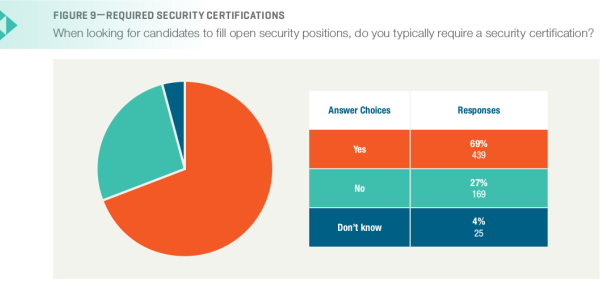 FIGURE 9—REQUIRED SECURITY CERTIFICATIONS
When looking for candidates to fill open security positions, do you typically require a security certification?
Answer Choices Responses
Yes 69%
439
No 27%
169
Don't know 4%
25